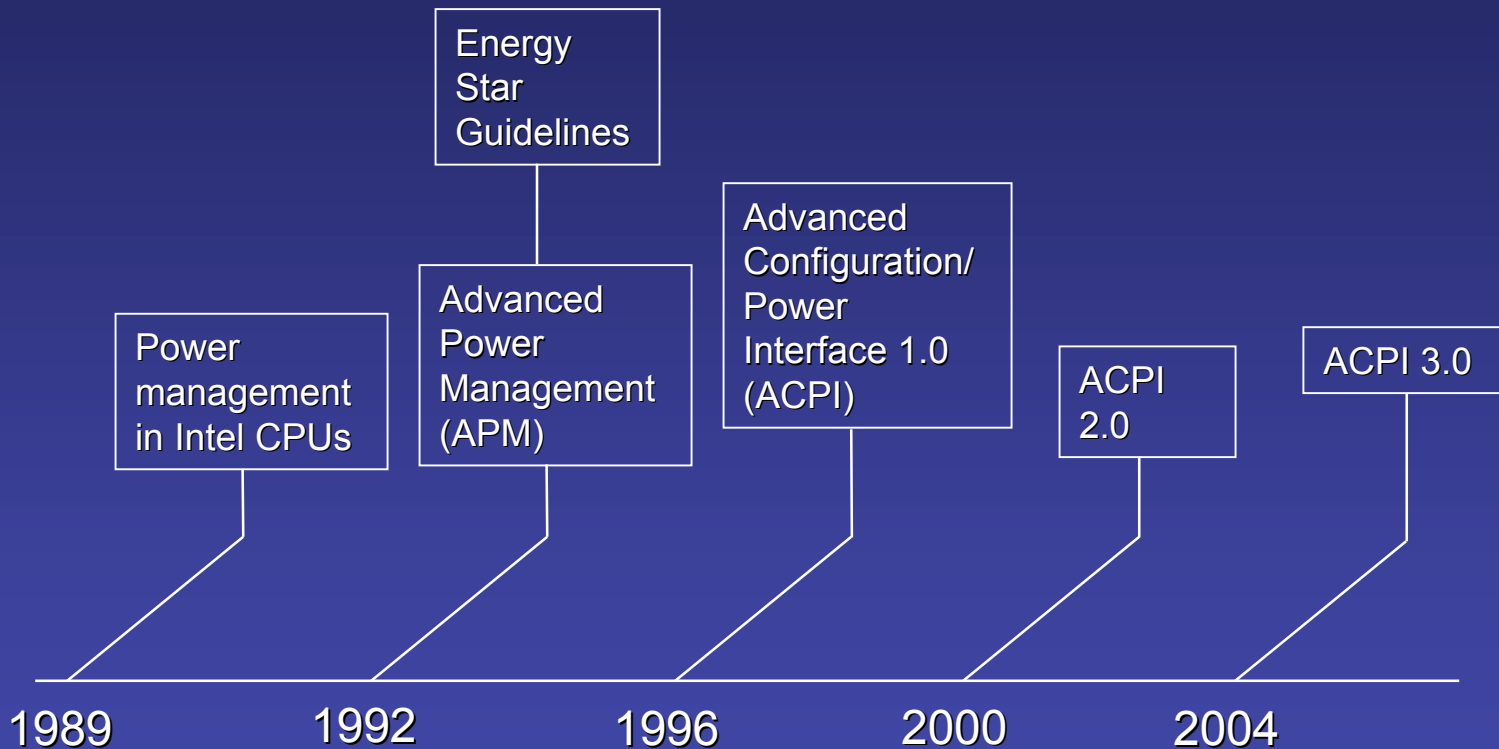 Energy
Star
Guidelines
Advanced
Configuration/
Power
Interface 1.0
(ACPI)
Advanced
Power
Management
(APM)
Power
management
in Intel CPUs
ACPI
2.0
ACPI 3.0
1989
1992
1996
2000
2004